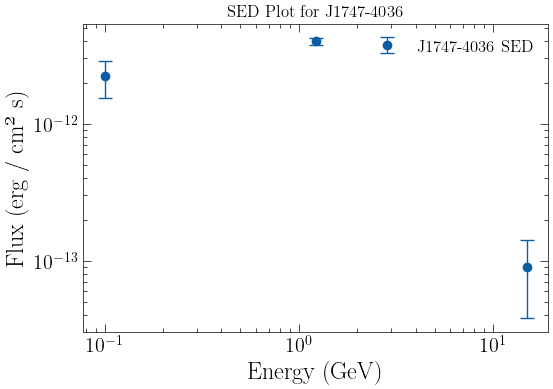 SED Plot for J1747-4036
J1747-4036 SED
Flux (erg / cm² s)
10⁻¹²
10⁻¹³
10⁻¹
10⁰
10¹
Energy (GeV)